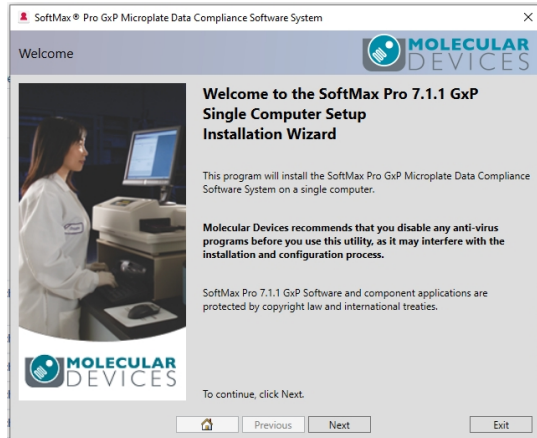 SoftMax® Pro GxP Microplate Data Compliance Software System
Welcome
MOLECULAR
DEVICES
Welcome to the SoftMax Pro 7.1.1 GxP
Single Computer Setup
Installation Wizard
This program will install the SoftMax Pro GxP Microplate Data Compliance
Software System on a single computer.
Molecular Devices recommends that you disable any anti-virus
programs before you use this utility, as it may interfere with the
installation and configuration process.
SoftMax Pro 7.1.1 GxP Software and component applications are
protected by copyright law and international treaties.
MOLECULAR
DEVICES
To continue, click Next.
Previous Next Exit